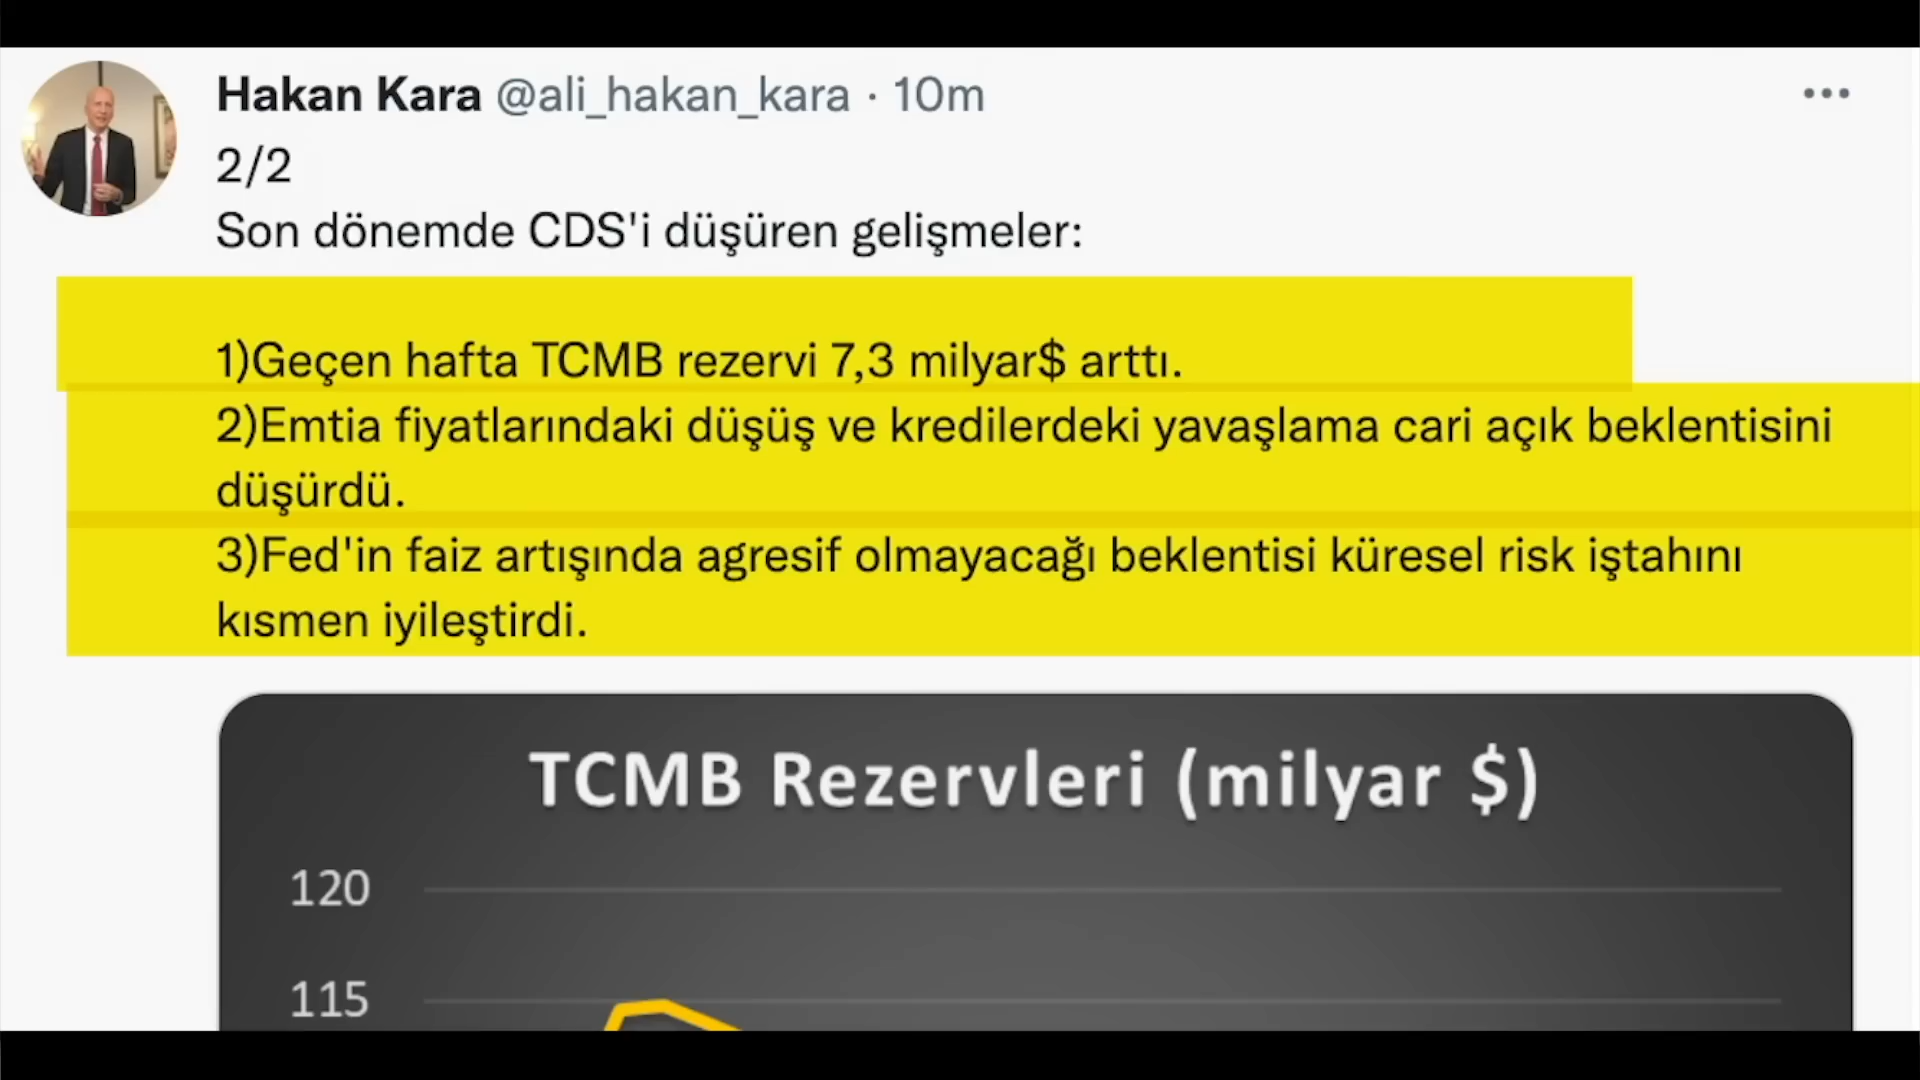 Hakan Kara @ali_hakan_kara · 10m
2/2
Son dönemde CDS'i düşüren gelişmeler:
1)Geçen hafta TCMB rezervi 7,3 milyar$ arttı.
2)Emtia fiyatlarındaki düşüş ve kredilerdeki yavaşlama cari açık beklentisini
düşürdü.
3)Fed'in faiz artışında agresif olmayacağı beklentisi küresel risk iştahını
kısmen iyileştirdi.
TCMB Rezervleri (milyar $)
120
115